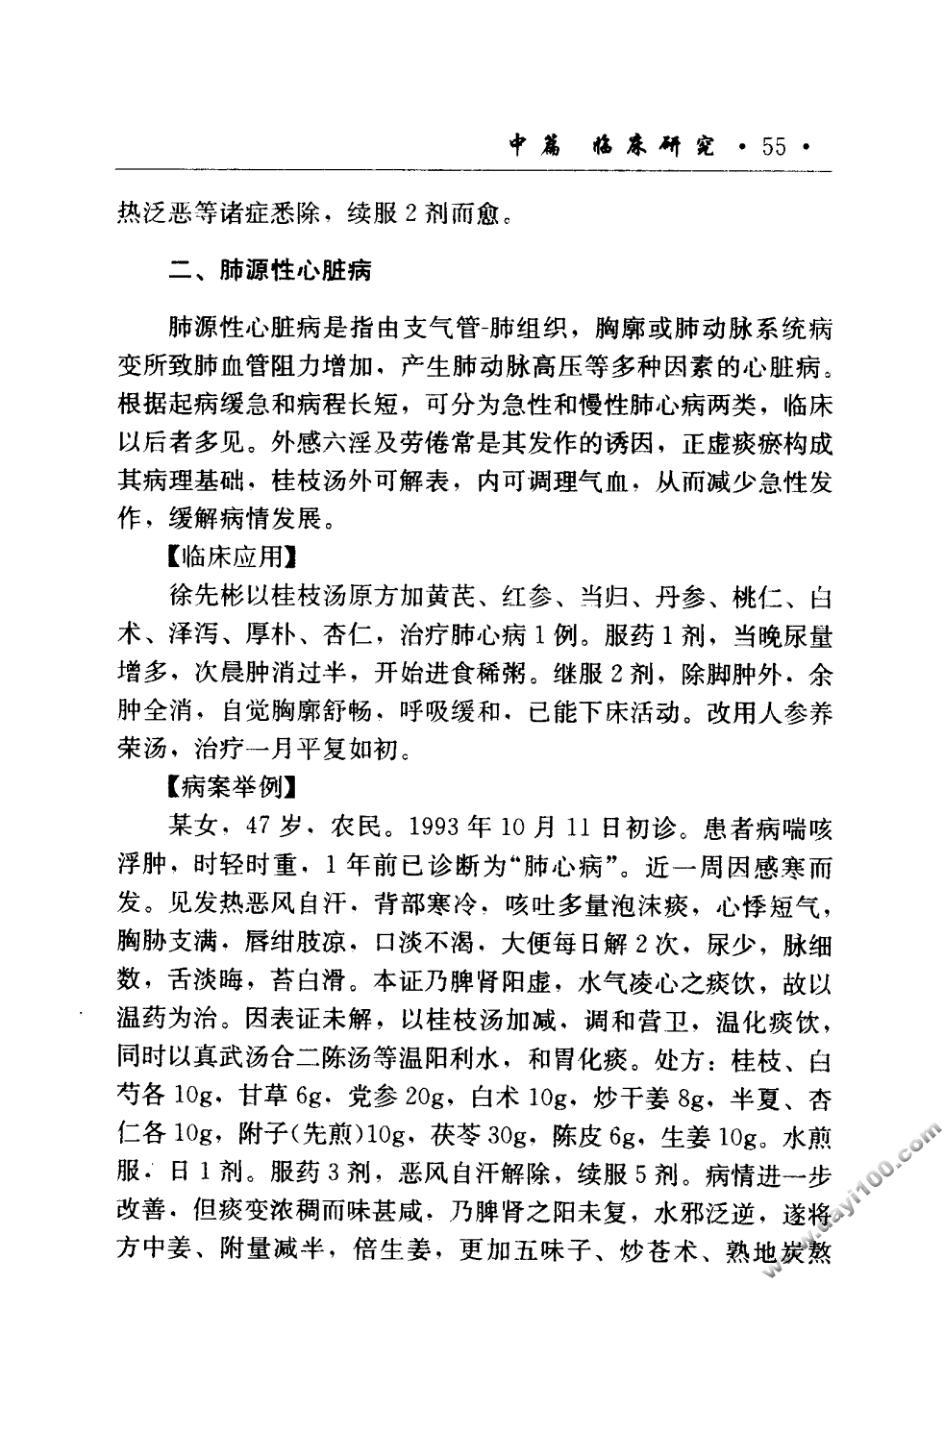 中篇 临床研究 · 55 ·
热泛恶等诸症悉除，续服 2 剂而愈。
二、肺源性心脏病
肺源性心脏病是指由支气管-肺组织，胸廓或肺动脉系统病
变所致肺血管阻力增加，产生肺动脉高压等多种因素的心脏病。
根据起病缓急和病程长短，可分为急性和慢性肺心病两类，临床
以后者多见。外感六淫及劳倦常是其发作的诱因，正虚痰瘀构成
其病理基础，桂枝汤外可解表，内可调理气血，从而减少急性发
作，缓解病情发展。
【临床应用】
徐先彬以桂枝汤原方加黄芪、红参、当归、丹参、桃仁、白
术、泽泻、厚朴、杏仁，治疗肺心病 1 例。服药 1 剂，当晚尿量
增多，次晨肿消过半，开始进食稀粥。继服 2 剂，除脚肿外，余
肿全消，自觉胸廓舒畅，呼吸缓和，已能下床活动。改用人参养
荣汤，治疗一月平复如初。
【病案举例】
某女，47 岁，农民。1993 年 10 月 11 日初诊。患者病喘咳
浮肿，时轻时重，1 年前已诊断为“肺心病”。近一周因感寒而
发。见发热恶风自汗，背部寒冷，咳吐多量泡沫痰，心悸短气，
胸胁支满，唇绀肢凉，口淡不渴，大便每日解 2 次，尿少，脉细
数，舌淡晦，苔白滑。本证乃脾肾阳虚，水气凌心之痰饮，故以
温药为治。因表证未解，以桂枝汤加减，调和营卫，温化痰饮，
同时以真武汤合二陈汤等温阳利水，和胃化痰。处方：桂枝、白
芍各 10g，甘草 6g，党参 20g，白术 10g，炒干姜 8g，半夏、杏
仁各 10g，附子(先煎)10g，茯苓 30g，陈皮 6g，生姜 10g。水煎
服，日 1 剂。服药 3 剂，恶风自汗解除，续服 5 剂。病情进一步
改善，但痰变浓稠而味甚咸，乃脾肾之阳未复，水邪泛逆，遂将
方中姜、附量减半，倍生姜，更加五味子、炒苍术、熟地炭熬
www.dayi100.com